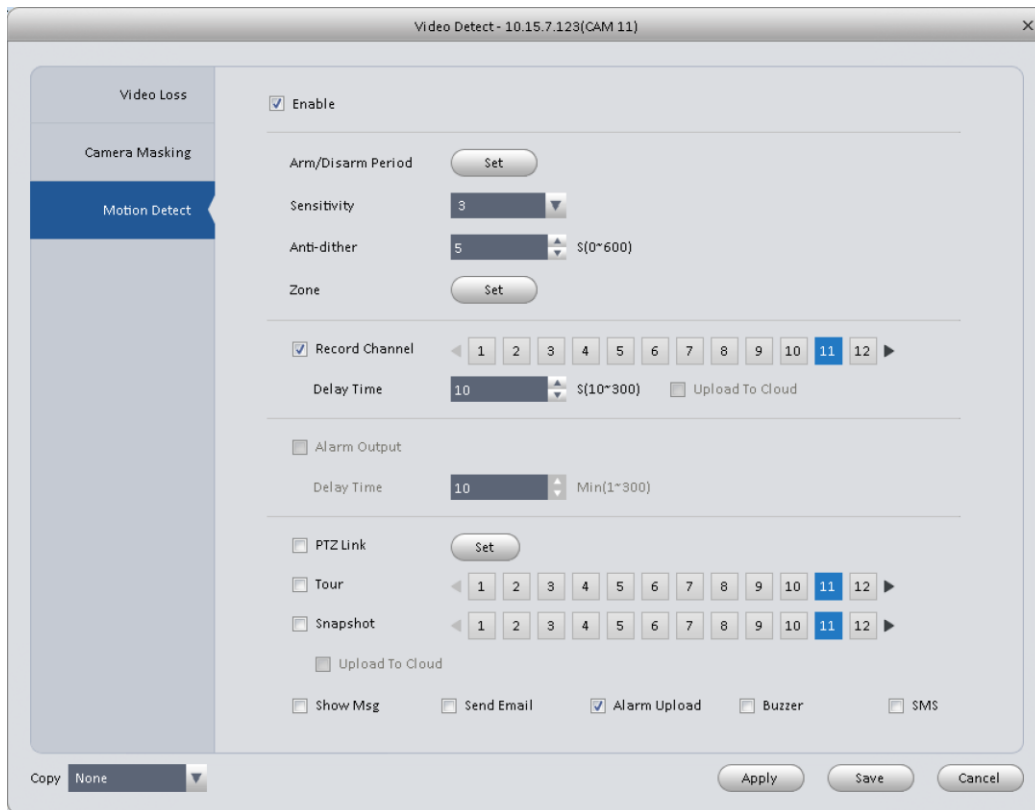 Video Detect - 10.15.7.123(CAM 11)
Video Loss
Camera Masking
Motion Detect
Enable
Arm/Disarm Period Set
Sensitivity 3
Anti-dither 5 S(0~600)
Zone Set
Record Channel 1 2 3 4 5 6 7 8 9 10 11 12
Delay Time 10 S(10~300) Upload To Cloud
Alarm Output
Delay Time 10 Min(1~300)
PTZ Link Set
Tour 1 2 3 4 5 6 7 8 9 10 11 12
Snapshot 1 2 3 4 5 6 7 8 9 10 11 12
Upload To Cloud
Show Msg Send Email Alarm Upload Buzzer SMS
Copy None Apply Save Cancel